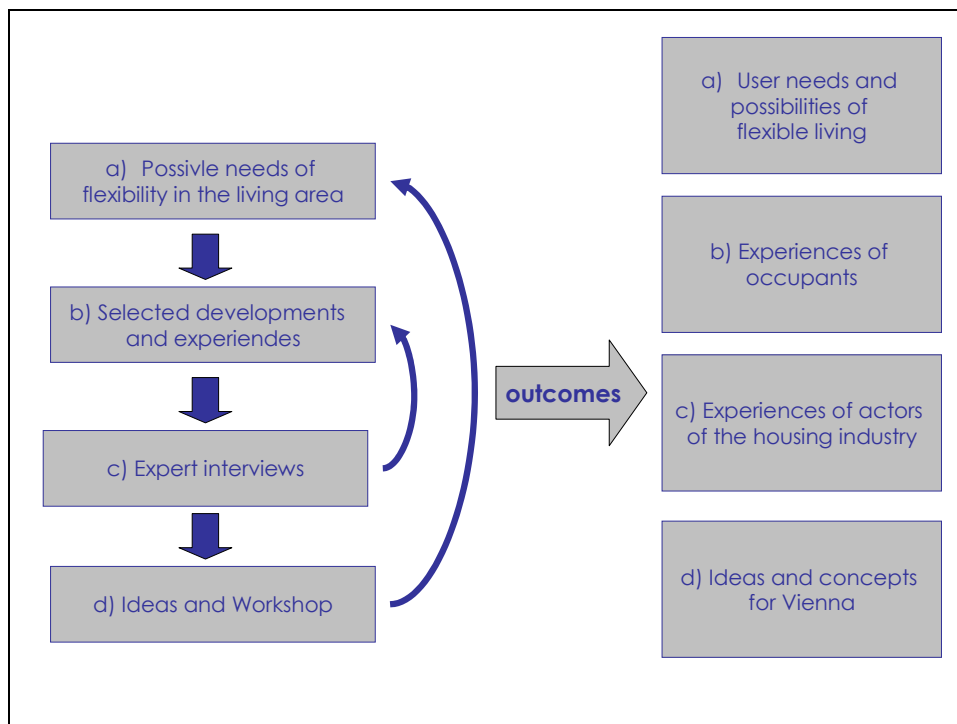 a) Possivle needs of
flexibility in the living area
b) Selected developments
and experiendes
c) Expert interviews
d) Ideas and Workshop
outcomes
a) User needs and
possibilities of
flexible living
b) Experiences of
occupants
c) Experiences of actors
of the housing industry
d) Ideas and concepts
for Vienna